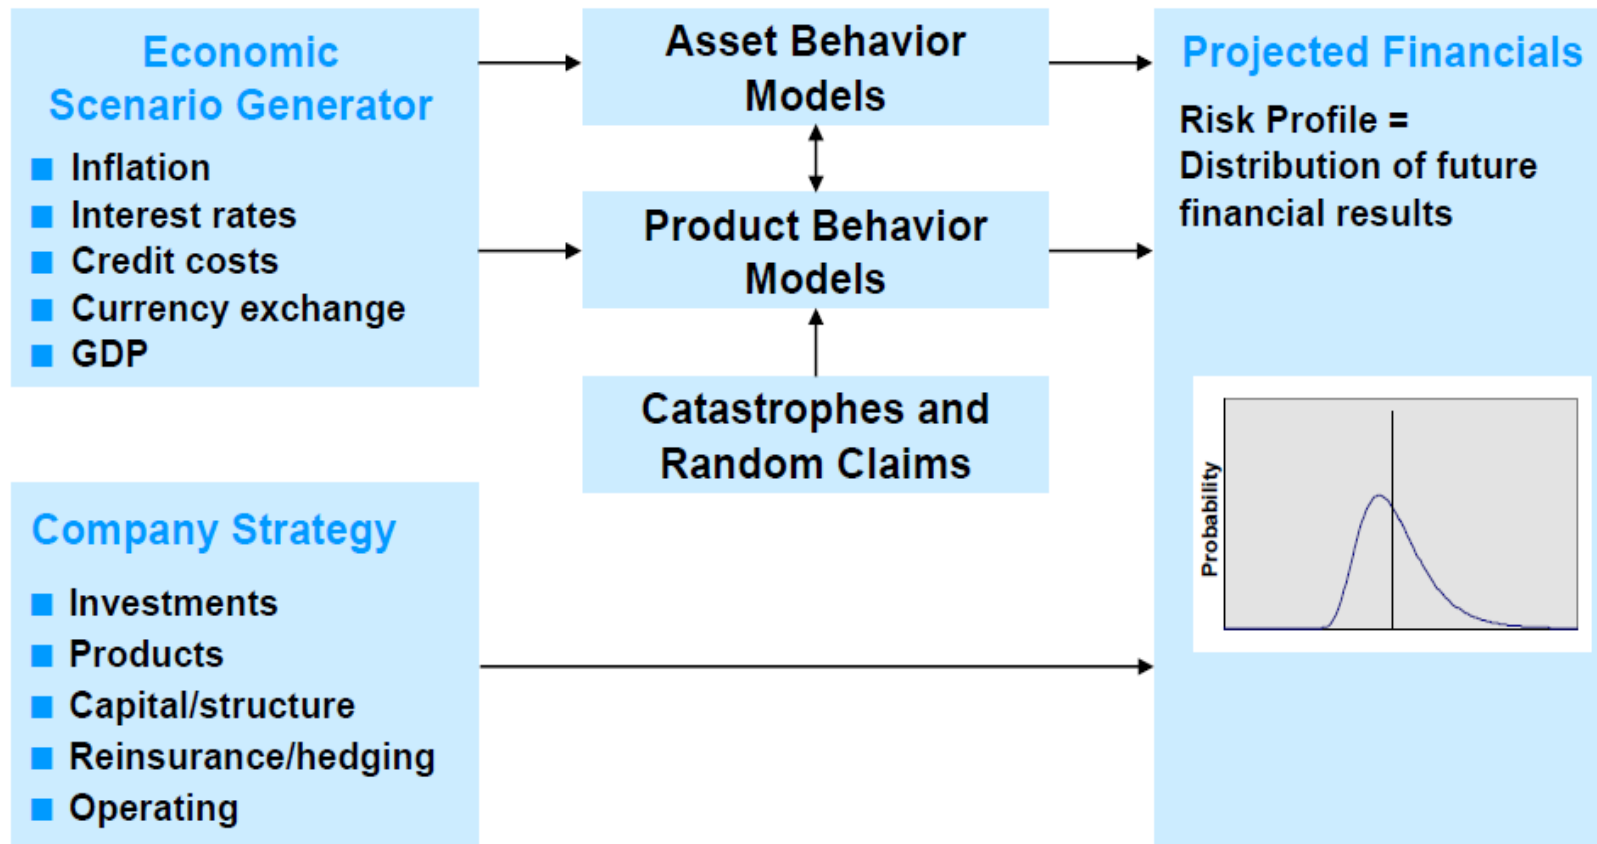 Economic
Scenario Generator
Inflation
Interest rates
Credit costs
Currency exchange
GDP
Asset Behavior
Models
Product Behavior
Models
Catastrophes and
Random Claims
Company Strategy
Investments
Products
Capital/structure
Reinsurance/hedging
Operating
Projected Financials
Risk Profile =
Distribution of future
financial results
Probability